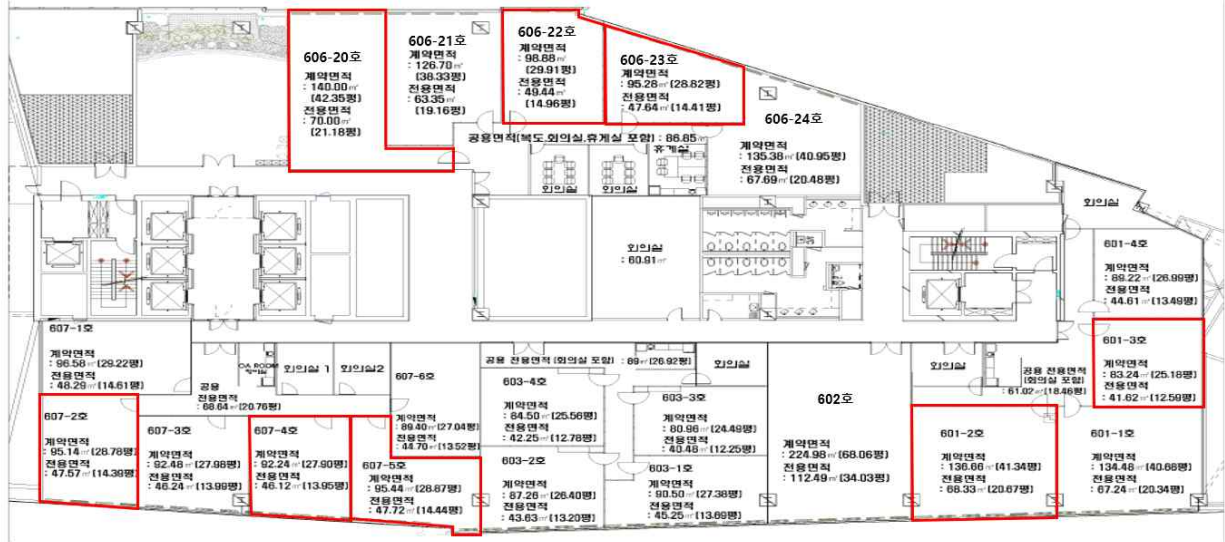 606-20호
계약면적
: 140.00㎡
(42.35평)
전용면적
: 70.00㎡
(21.18평)
606-21호
계약면적
: 126.70㎡
(38.33평)
전용면적
: 63.35㎡
(19.16평)
606-22호
계약면적
: 98.88㎡
(29.91평)
전용면적
: 49.44㎡
(14.96평)
606-23호
계약면적
: 95.28㎡(28.82평)
전용면적
: 47.64㎡(14.41평)
606-24호
계약면적
: 135.38㎡(40.95평)
전용면적
: 67.69㎡(20.48평)
공용면적(복도,회의실,휴게실 포함) : 86.85㎡
회의실
회의실
휴게실
회의실
: 60.91㎡
회의실
601-4호
계약면적
: 89.22㎡(26.99평)
전용면적
: 44.61㎡(13.49평)
601-3호
계약면적
: 83.24㎡(25.18평)
전용면적
: 41.62㎡(12.59평)
607-1호
계약면적
: 96.58㎡(29.22평)
전용면적
: 48.29㎡(14.61평)
공용
: 68.64㎡(20.76평)
OA ROOM
회의실 1
회의실2
607-6호
계약면적
: 89.40㎡(27.04평)
전용면적
: 44.70㎡(13.52평)
공용 전용면적 (회의실 포함) : 89㎡(26.92평)
회의실
603-4호
계약면적
: 84.50㎡(25.56평)
전용면적
: 42.25㎡(12.78평)
603-3호
계약면적
: 80.96㎡(24.49평)
전용면적
: 40.48㎡(12.25평)
602호
계약면적
: 224.98㎡(68.06평)
전용면적
: 112.49㎡(34.03평)
회의실
공용 전용면적
(회의실 포함)
: 61.02㎡(18.46평)
607-2호
계약면적
: 95.14㎡(28.78평)
전용면적
: 47.57㎡(14.39평)
607-3호
계약면적
: 92.48㎡(27.98평)
전용면적
: 46.24㎡(13.99평)
607-4호
계약면적
: 92.24㎡(27.90평)
전용면적
: 46.12㎡(13.95평)
607-5호
계약면적
: 95.44㎡(28.87평)
전용면적
: 47.72㎡(14.44평)
603-2호
계약면적
: 87.26㎡(26.40평)
전용면적
: 43.63㎡(13.20평)
603-1호
계약면적
: 90.50㎡(27.38평)
전용면적
: 45.25㎡(13.69평)
601-2호
계약면적
: 136.66㎡(41.34평)
전용면적
: 68.33㎡(20.67평)
601-1호
계약면적
: 134.48㎡(40.68평)
전용면적
: 67.24㎡(20.34평)